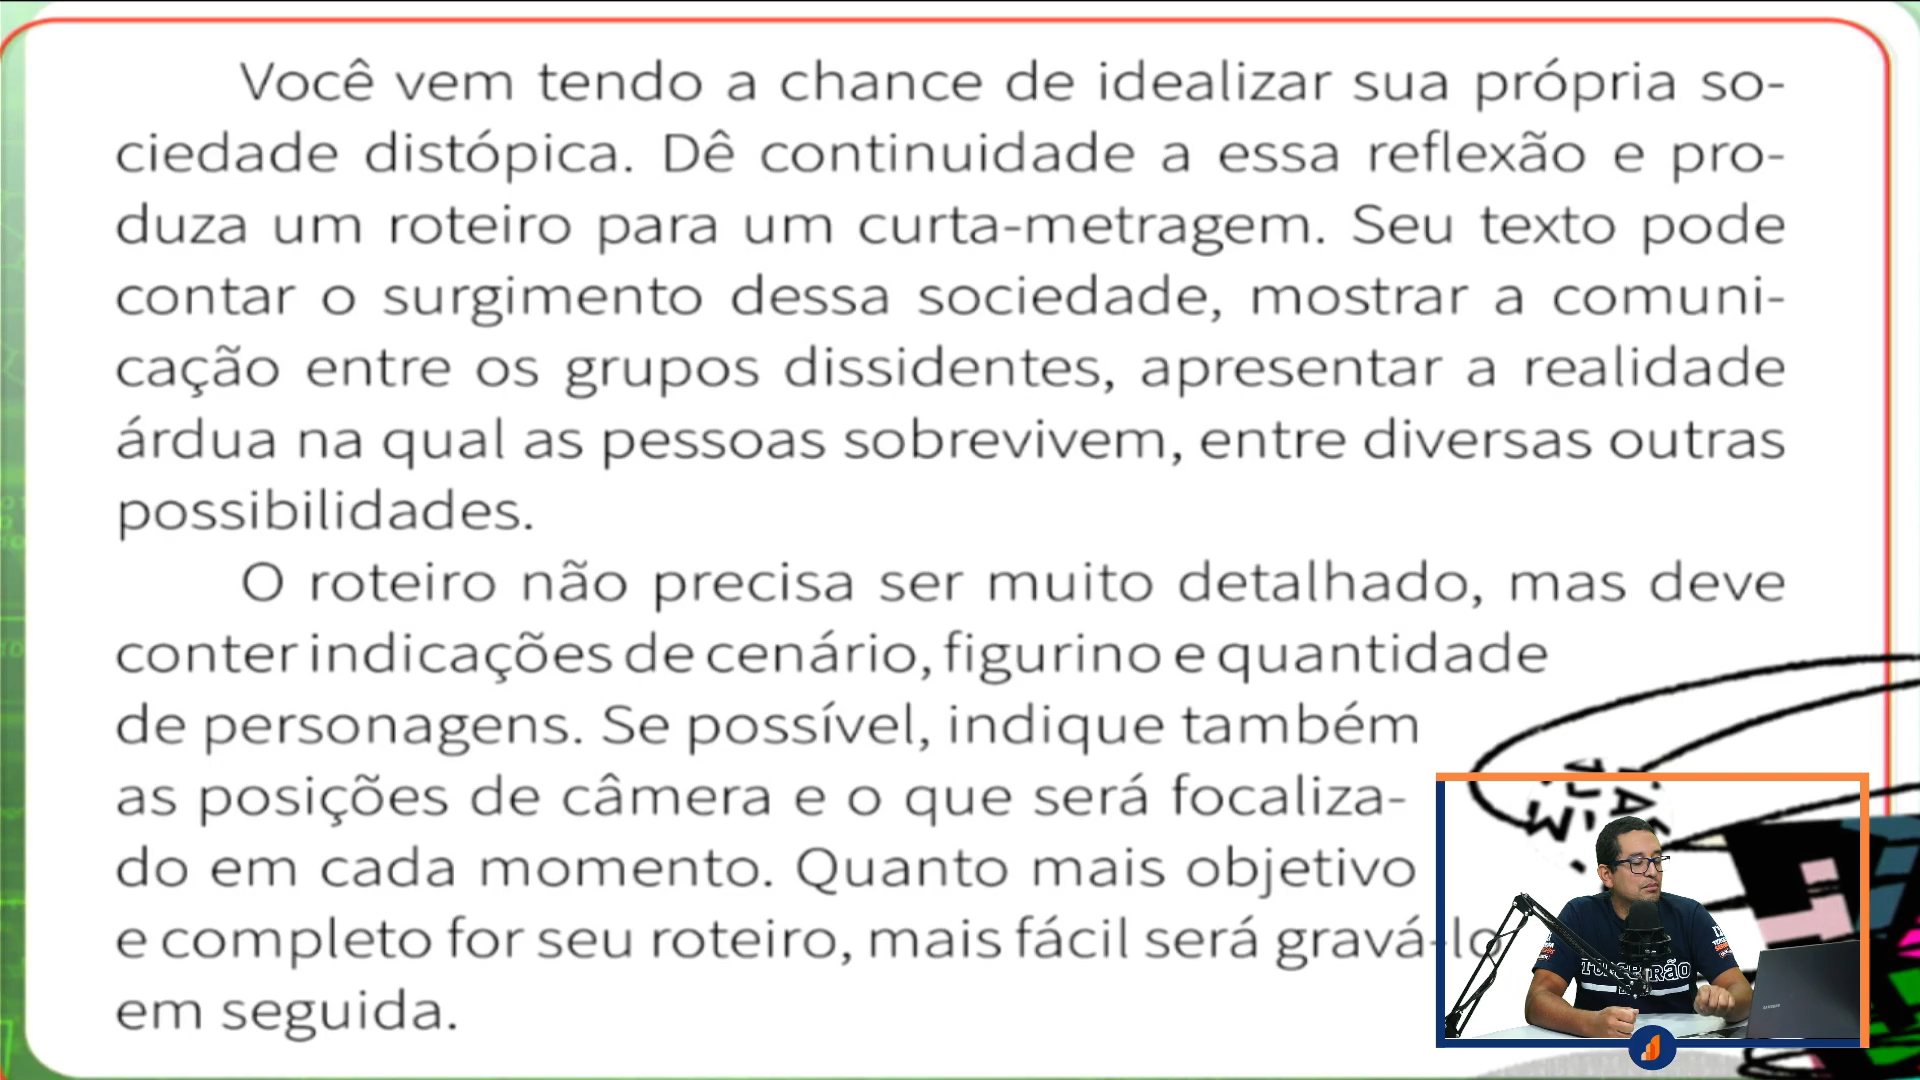 Você vem tendo a chance de idealizar sua própria so-
ciedade distópica. Dê continuidade a essa reflexão e pro-
duza um roteiro para um curta-metragem. Seu texto pode
contar o surgimento dessa sociedade, mostrar a comuni-
cação entre os grupos dissidentes, apresentar a realidade
árdua na qual as pessoas sobrevivem, entre diversas outras
possibilidades.
O roteiro não precisa ser muito detalhado, mas deve
conter indicações de cenário, figurino e quantidade
de personagens. Se possível, indique também
as posições de câmera e o que será focaliza-
do em cada momento. Quanto mais objetivo
e completo for seu roteiro, mais fácil será gravá-lo
em seguida.
SAMSUNG